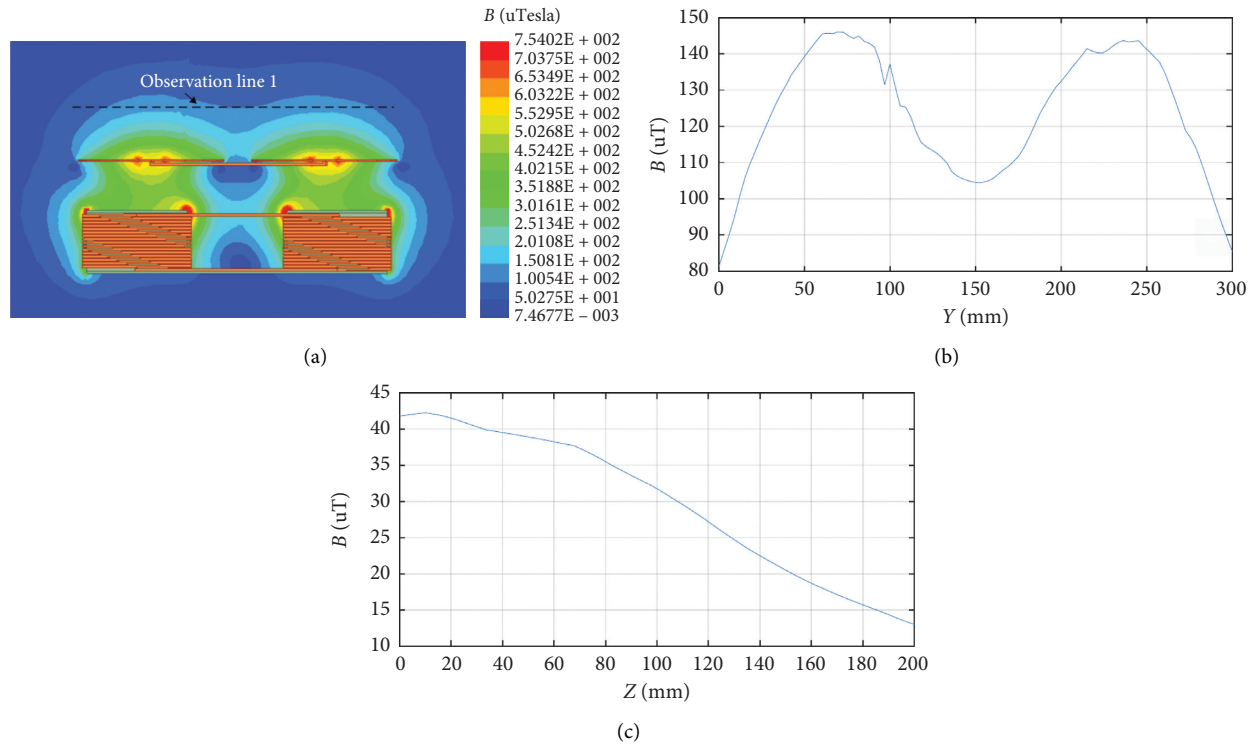 B (uTesla)
7.5402E + 002
7.0375E + 002
6.5349E + 002
6.0322E + 002
5.5295E + 002
5.0268E + 002
4.5242E + 002
4.0215E + 002
3.5188E + 002
3.0161E + 002
2.5134E + 002
2.0108E + 002
1.5081E + 002
1.0054E + 002
5.0275E + 001
7.4677E – 003
Observation line 1
(a)
150
140
130
120
110
100
90
80
B (uT)
0 50 100 150 200 250 300
Y (mm)
(b)
45
40
35
30
25
20
15
10
B (uT)
0 20 40 60 80 100 120 140 160 180 200
Z (mm)
(c)